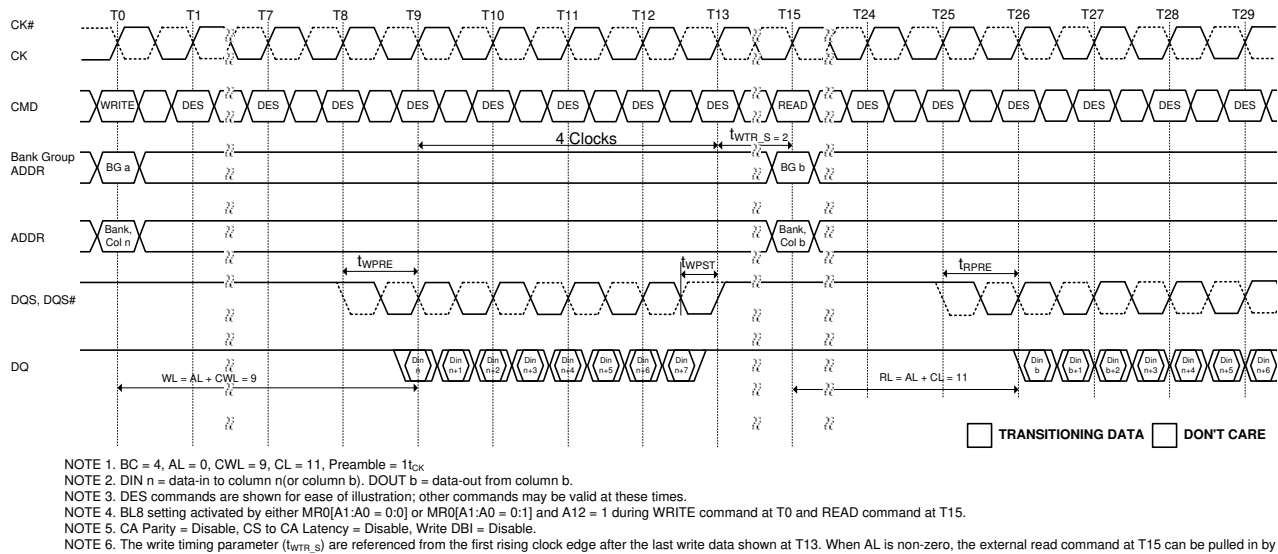 T0 T1 T7 T8 T9 T10 T11 T12 T13 T15 T24 T25 T26 T27 T28 T29
CK#
CK
CMD WRITE DES DES DES DES DES DES DES DES READ DES DES DES DES DES DES
4 Clocks tWTR_S = 2
Bank Group
ADDR
BG a BG b
ADDR
Bank,
Col n
Bank,
Col b
tWPRE tWPST tRPRE
DQS, DQS#
DQ
Din
n
Din
n+1
Din
n+2
Din
n+3
Din
n+4
Din
n+5
Din
n+6
Din
n+7
Din
b
Din
b+1
Din
b+2
Din
n+3
Din
n+4
Din
n+5
Din
n+6
WL = AL + CWL = 9 RL = AL + CL = 11
TRANSITIONING DATA DON'T CARE
NOTE 1. BC = 4, AL = 0, CWL = 9, CL = 11, Preamble = 1tCK
NOTE 2. DIN n = data-in to column n(or column b). DOUT b = data-out from column b.
NOTE 3. DES commands are shown for ease of illustration; other commands may be valid at these times.
NOTE 4. BL8 setting activated by either MR0[A1:A0 = 0:0] or MR0[A1:A0 = 0:1] and A12 = 1 during WRITE command at T0 and READ command at T15.
NOTE 5. CA Parity = Disable, CS to CA Latency = Disable, Write DBI = Disable.
NOTE 6. The write timing parameter (tWTR_S) are referenced from the first rising clock edge after the last write data shown at T13. When AL is non-zero, the external read command at T15 can be pulled in by